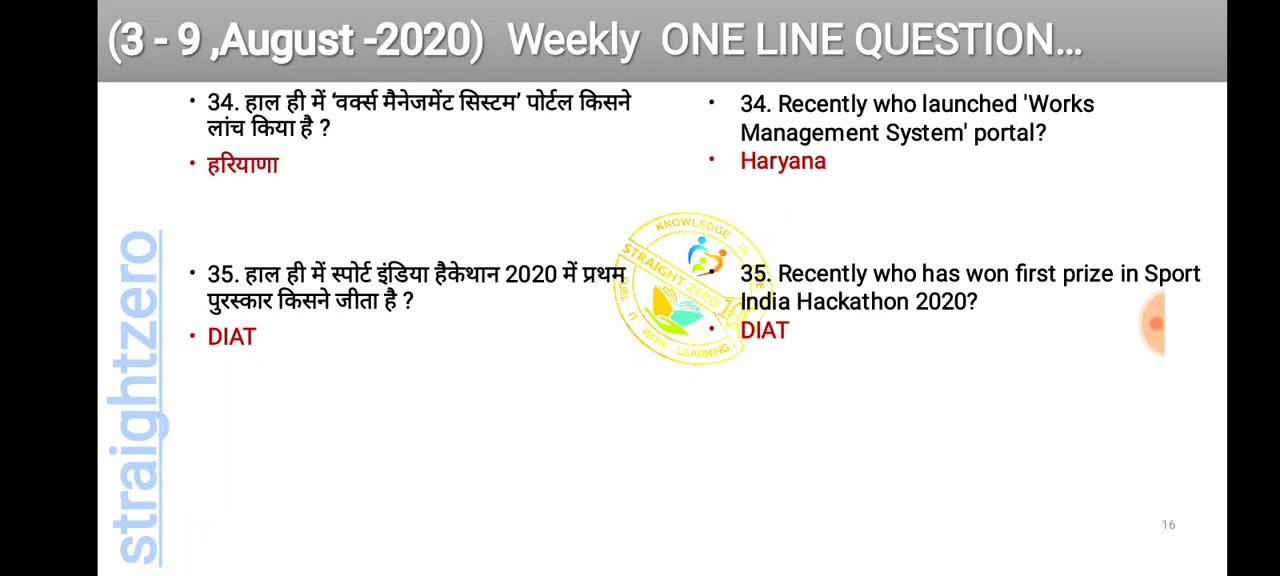 (3 - 9 ,August -2020) Weekly ONE LINE QUESTION...
• 34. हाल ही में ‘वर्क्स मैनेजमेंट सिस्टम’ पोर्टल किसने
लांच किया है ?
• हरियाणा
• 35. हाल ही में स्पोर्ट इंडिया हैकेथान 2020 में प्रथम
पुरस्कार किसने जीता है ?
• DIAT
• 34. Recently who launched 'Works
Management System' portal?
• Haryana
• 35. Recently who has won first prize in Sport
India Hackathon 2020?
• DIAT
straightzero
KNOWLEDGE IS
STRAIGHT ZERO
WITH LEARNING
16